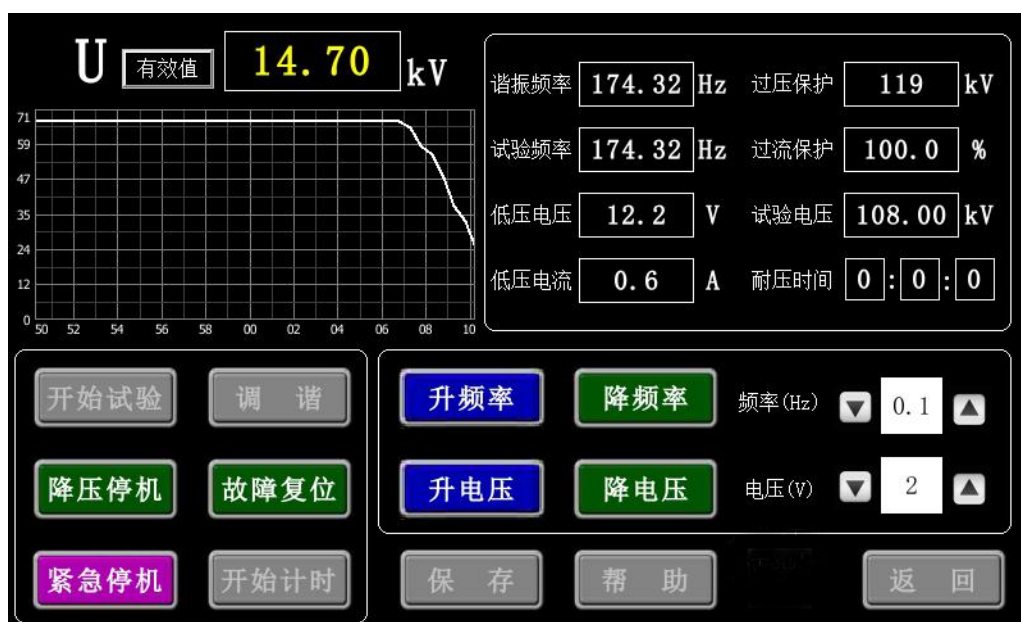 U 有效值 14.70 kV
谐振频率 174.32 Hz 过压保护 119 kV
试验频率 174.32 Hz 过流保护 100.0 %
低压电压 12.2 V 试验电压 108.00 kV
低压电流 0.6 A 耐压时间 0 : 0 : 0
71
59
47
35
24
12
0
50 52 54 56 58 00 02 04 06 08 10
开始试验 调 谐
降压停机 故障复位
紧急停机 开始计时
升频率 降频率 频率(Hz) ▼ 0.1 ▲
升电压 降电压 电压(V) ▼ 2 ▲
保 存 帮 助 返 回